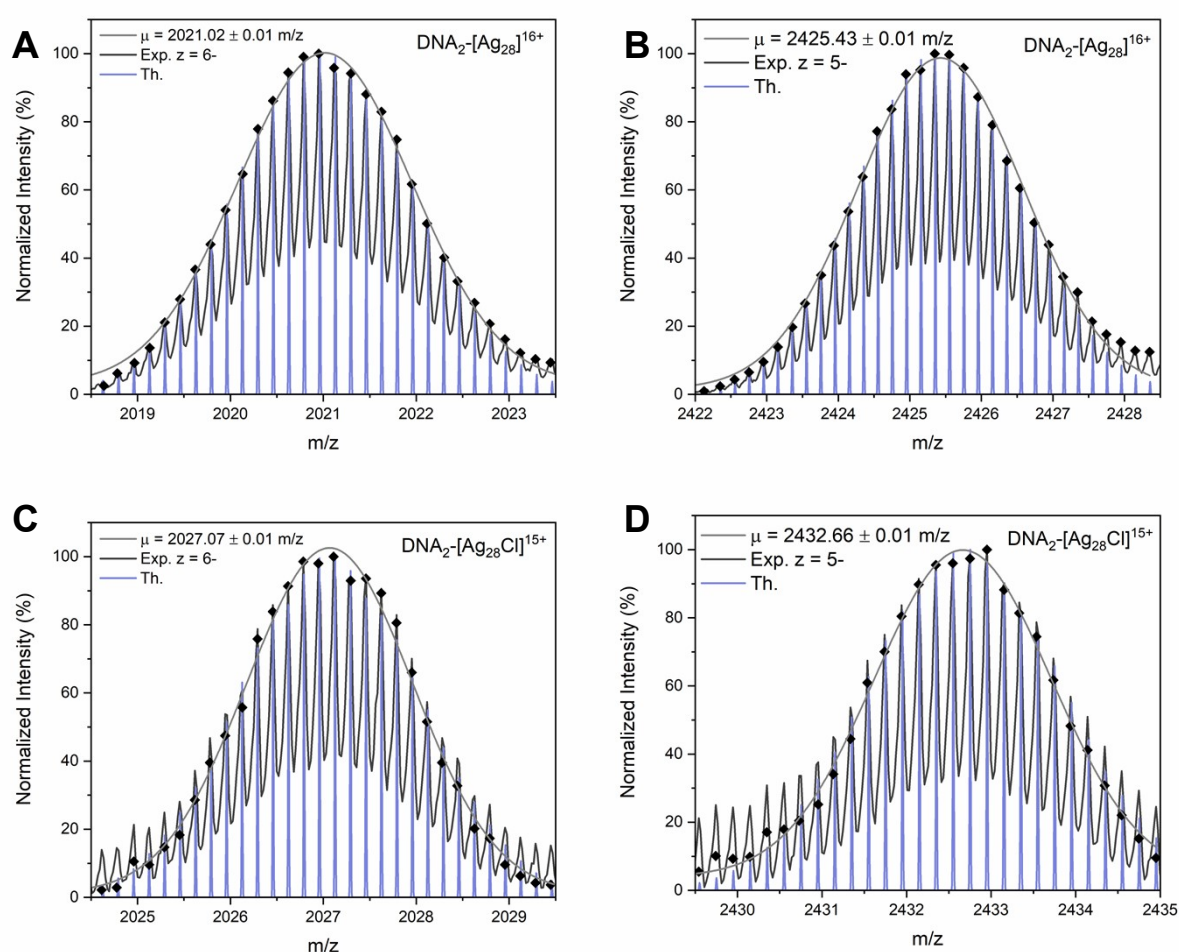 A
μ = 2021.02 ± 0.01 m/z
Exp. z = 6-
Th.
DNA₂-[Ag₂₈]¹⁶⁺
Normalized Intensity (%)
100
80
60
40
20
0
2019 2020 2021 2022 2023
m/z
B
μ = 2425.43 ± 0.01 m/z
Exp. z = 5-
Th.
DNA₂-[Ag₂₈]¹⁶⁺
Normalized Intensity (%)
100
80
60
40
20
0
2422 2423 2424 2425 2426 2427 2428
m/z
C
μ = 2027.07 ± 0.01 m/z
Exp. z = 6-
Th.
DNA₂-[Ag₂₈Cl]¹⁵⁺
Normalized Intensity (%)
100
80
60
40
20
0
2025 2026 2027 2028 2029
m/z
D
μ = 2432.66 ± 0.01 m/z
Exp. z = 5-
Th.
DNA₂-[Ag₂₈Cl]¹⁵⁺
Normalized Intensity (%)
100
80
60
40
20
0
2430 2431 2432 2433 2434 2435
m/z